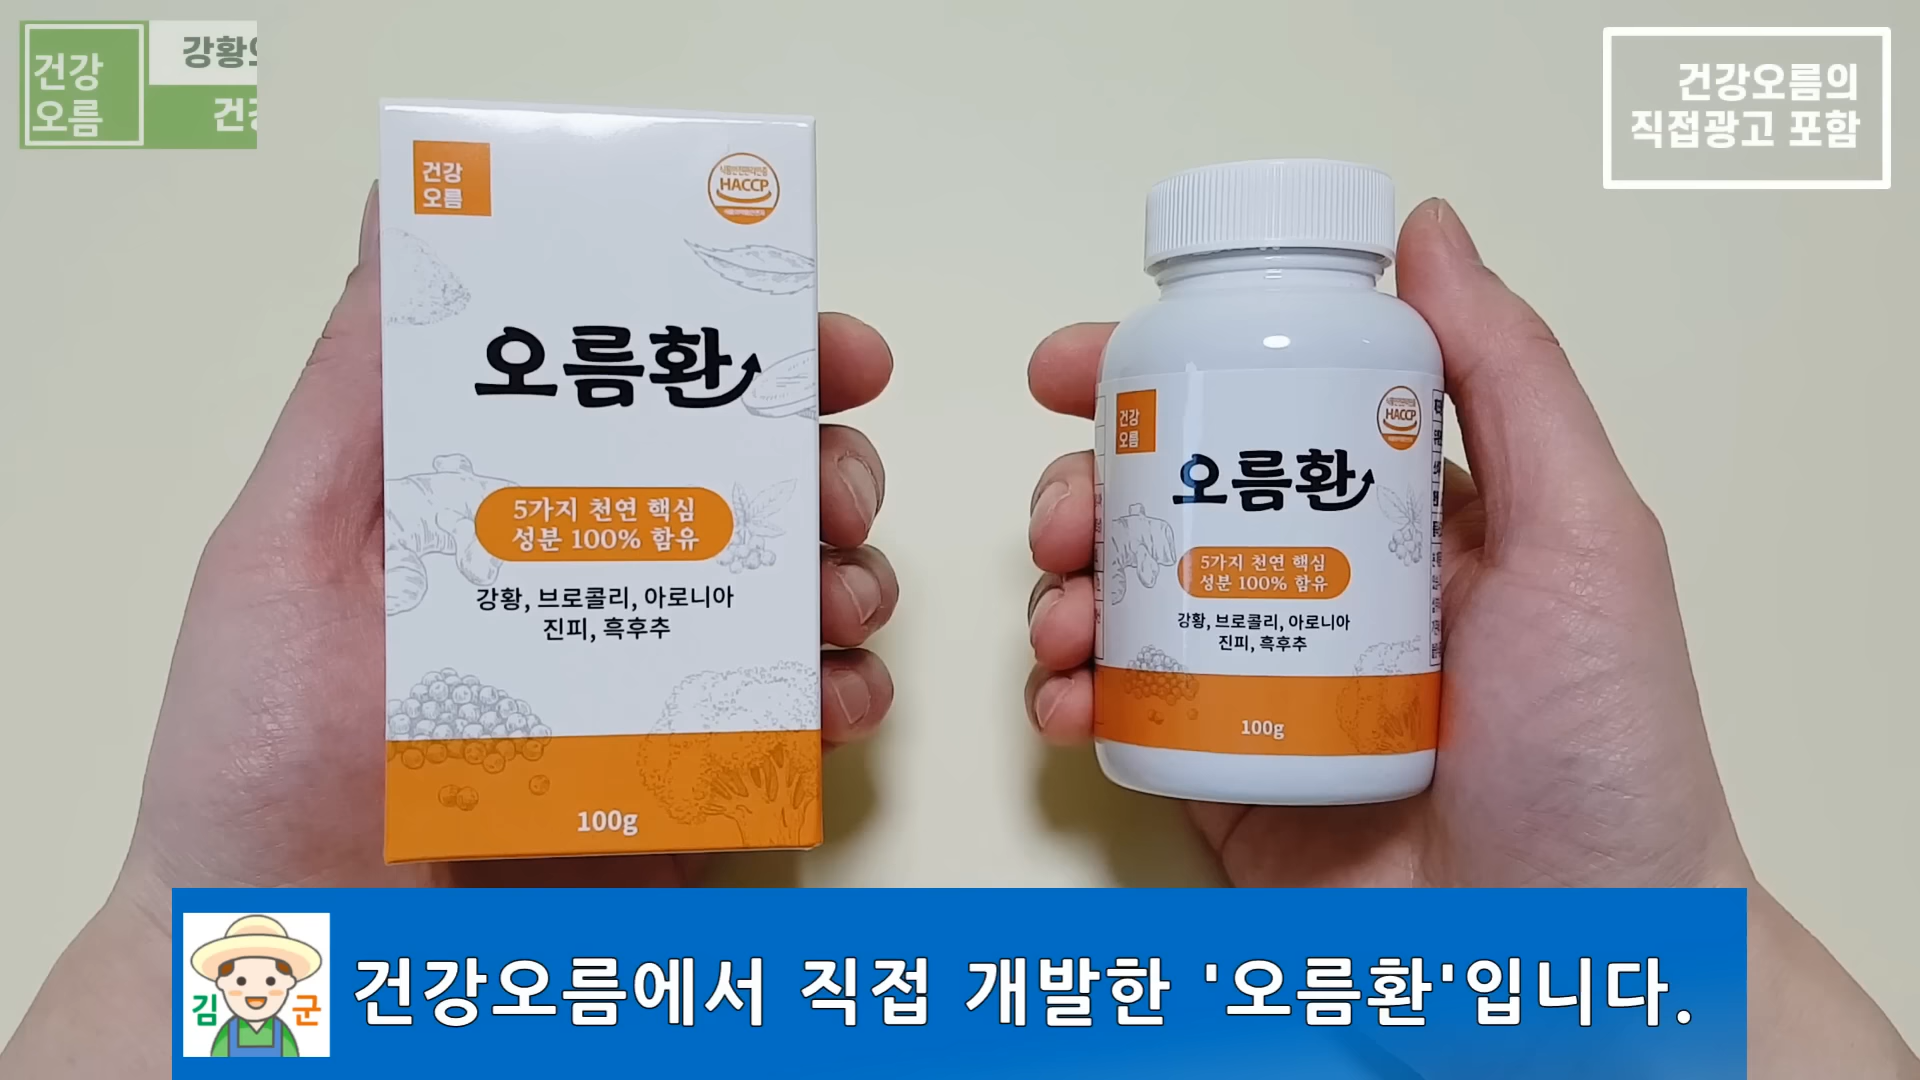 건강
오름
강황
건강오름의
직접광고 포함
건강
오름
HACCP
오름환
5가지 천연 핵심
성분 100% 함유
강황, 브로콜리, 아로니아
진피, 흑후추
100g
건강
오름
HACCP
오름환
5가지 천연 핵심
성분 100% 함유
강황, 브로콜리, 아로니아
진피, 흑후추
100g
김군
건강오름에서 직접 개발한 '오름환'입니다.